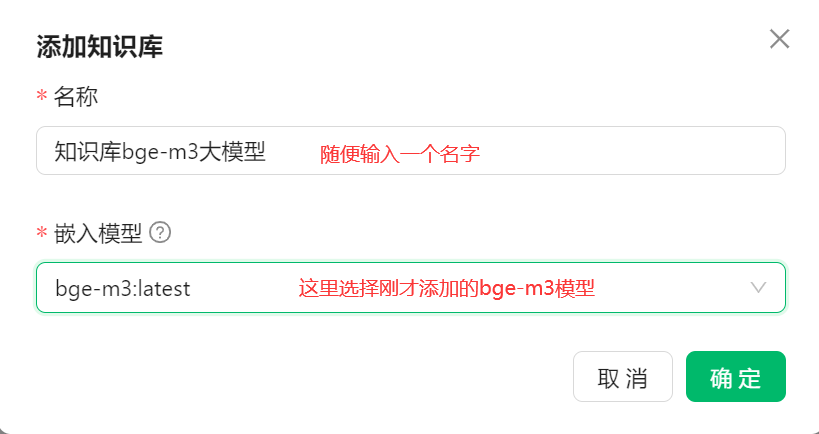 添加知识库
* 名称
知识库bge-m3大模型 随便输入一个名字
* 嵌入模型 ?
bge-m3:latest 这里选择刚才添加的bge-m3模型
取 消 确 定